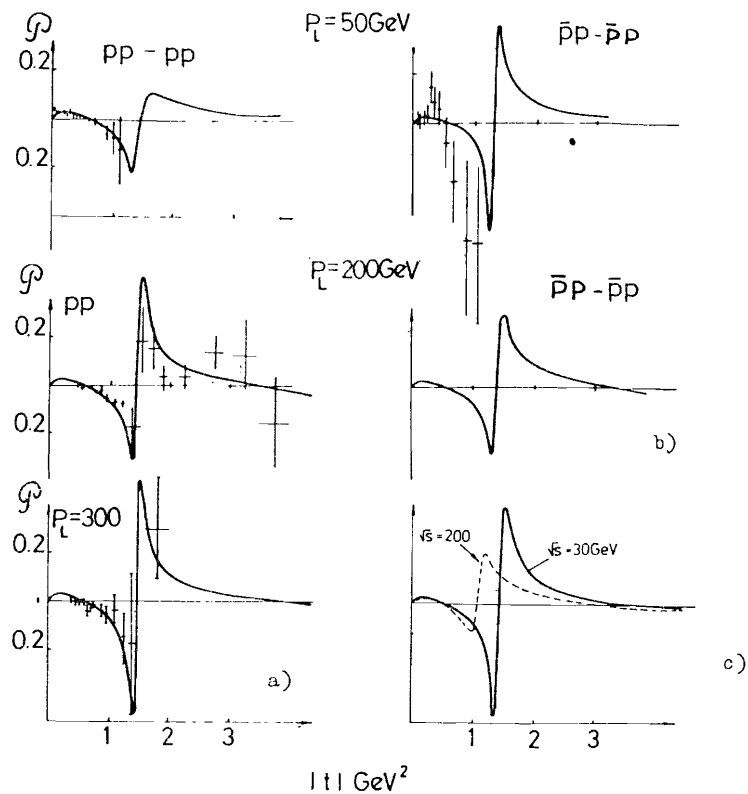 𝒫
P_L=50GeV
0.2
pp - pp
p̄p - p̄p
0.2
𝒫
P_L=200GeV
pp
p̄p - p̄p
0.2
0.2
b)
𝒫
P_L=300
0.2
√s=200
√s=30GeV
0.2
a)
c)
1 2 3
1 2 3
|t| GeV²